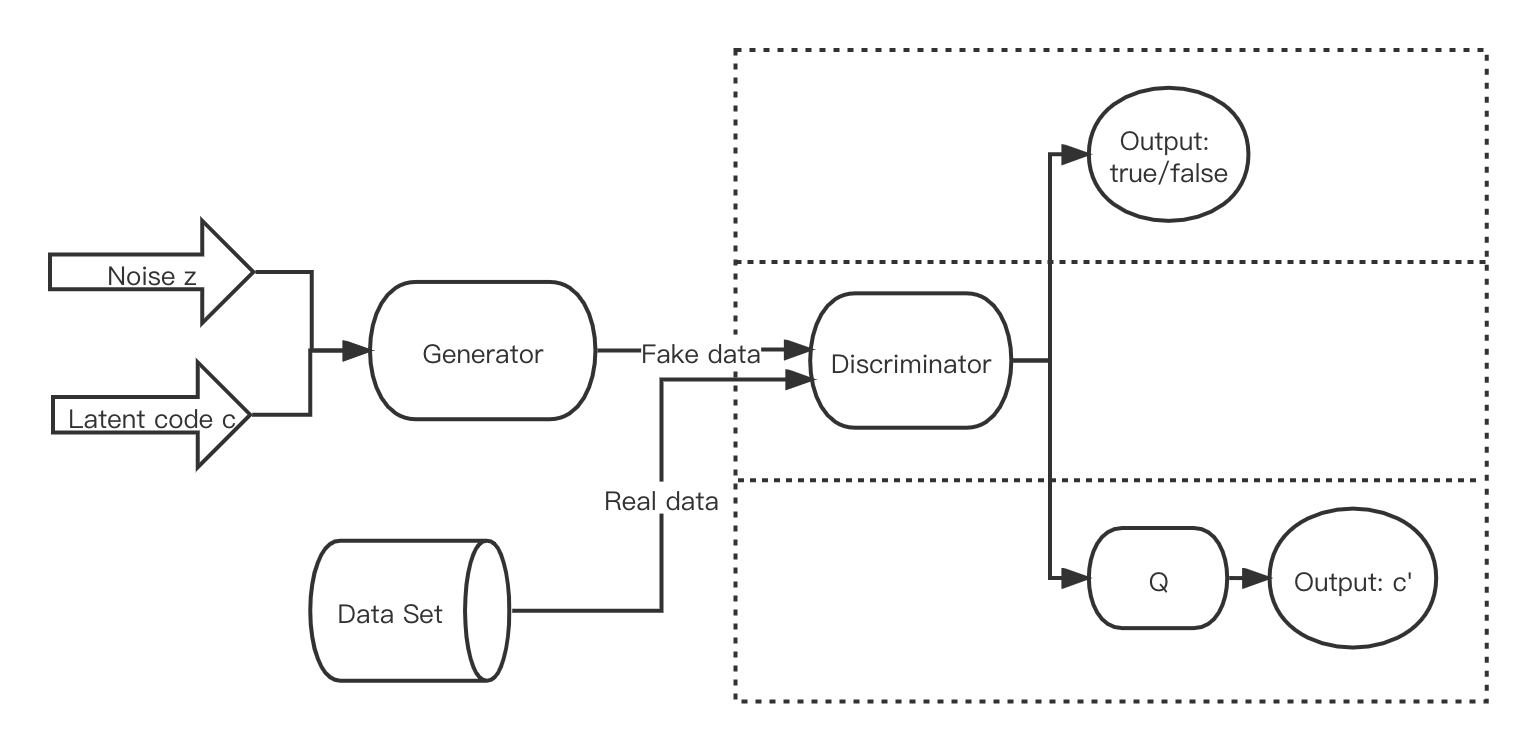 Output:
true/false
Noise z
Generator
Fake data
Discriminator
Latent code c
Real data
Data Set
Q
Output: c'